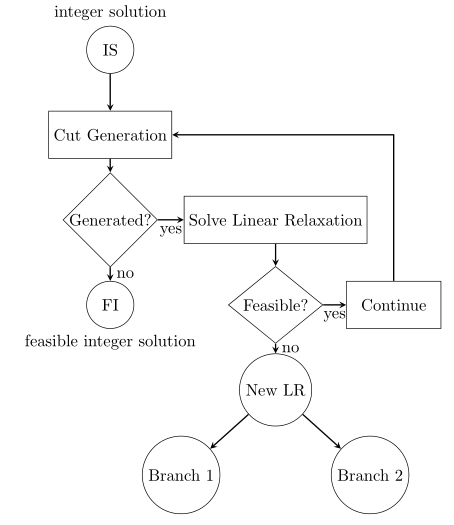 integer solution
IS
Cut Generation
Generated?
yes
Solve Linear Relaxation
no
FI
feasible integer solution
Feasible?
yes
Continue
no
New LR
Branch 1
Branch 2